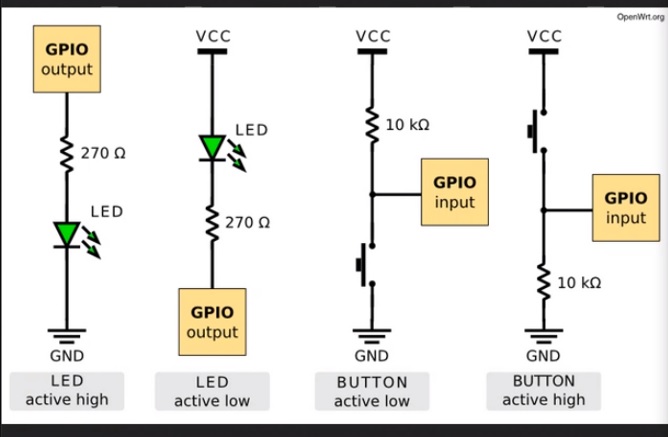 OpenWrt.org
GPIO
output
270 Ω
LED
GND
LED
active high
VCC
LED
270 Ω
GPIO
output
LED
active low
VCC
10 kΩ
GPIO
input
GND
BUTTON
active low
VCC
GPIO
input
10 kΩ
GND
BUTTON
active high